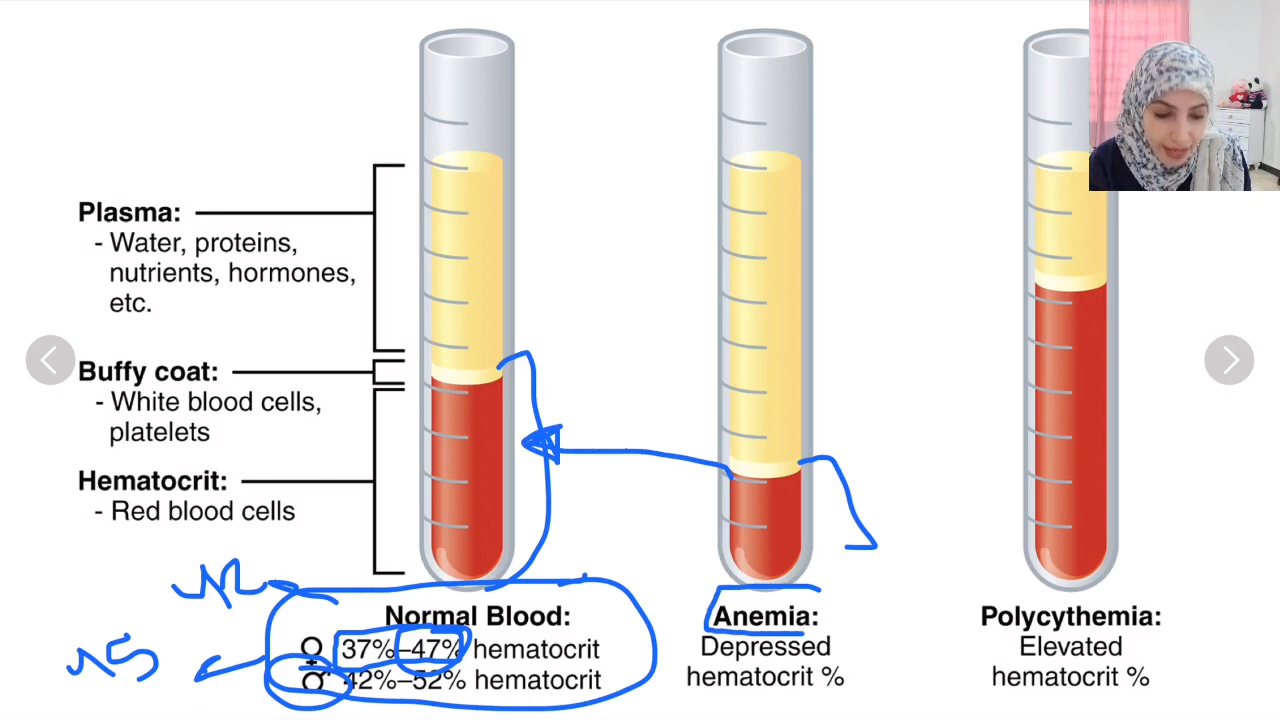 Plasma:
- Water, proteins,
nutrients, hormones,
etc.
Buffy coat:
- White blood cells,
platelets
Hematocrit:
- Red blood cells
Normal Blood:
♀ 37%–47% hematocrit
♂ 42%–52% hematocrit
Anemia:
Depressed
hematocrit %
Polycythemia:
Elevated
hematocrit %